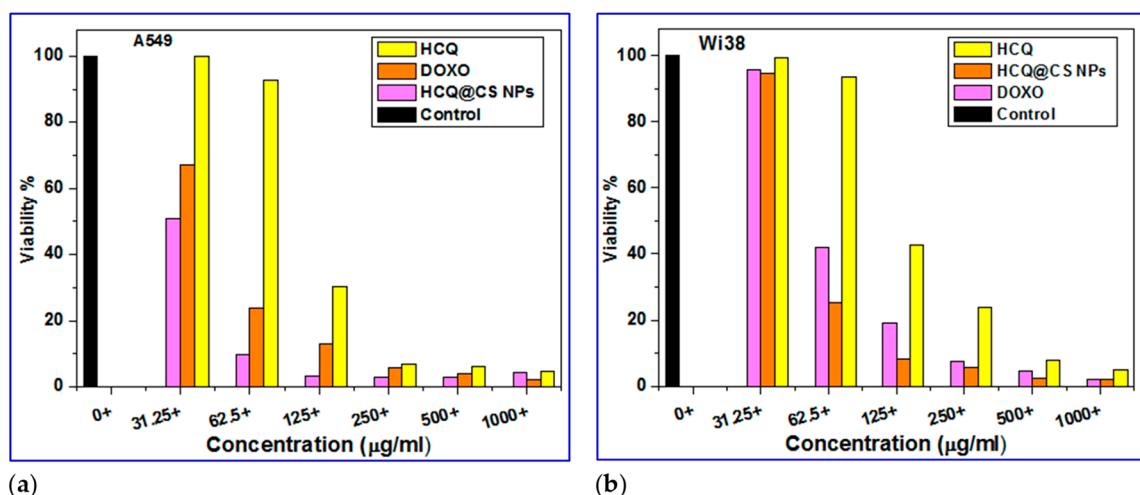 A549
HCQ
DOXO
HCQ@CS NPs
Control
100
80
60
40
20
0
Viability %
0+ 31.25+ 62.5+ 125+ 250+ 500+ 1000+
Concentration (μg/ml)
(a)
Wi38
HCQ
HCQ@CS NPs
DOXO
Control
100
80
60
40
20
0
Viability %
0+ 31.25+ 62.5+ 125+ 250+ 500+ 1000+
Concentration (μg/ml)
(b)